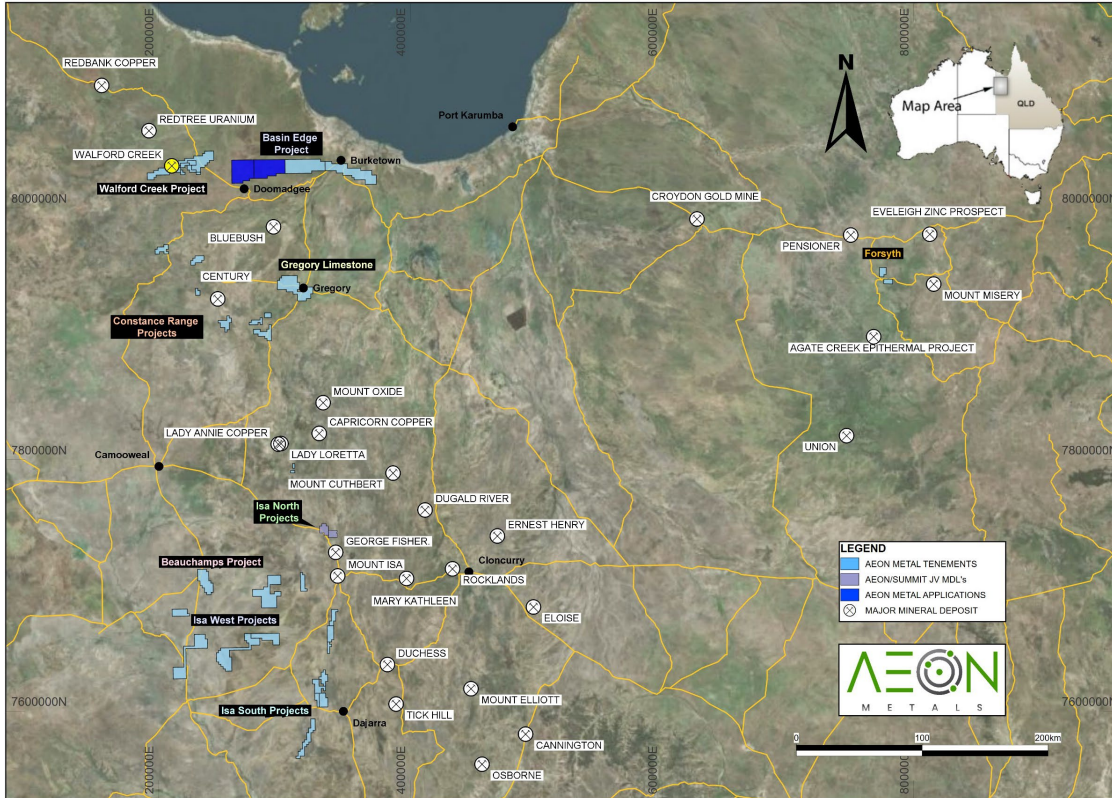 200000E
400000E
600000E
800000E
REDBANK COPPER
N
Map Area
QLD
Port Karumba
REDTREE URANIUM
Basin Edge
Project
WALFORD CREEK
Burketown
Walford Creek Project
Doomadgee
8000000N
8000000N
CROYDON GOLD MINE
EVELEIGH ZINC PROSPECT
BLUEBUSH
PENSIONER
Forsyth
Gregory Limestone
CENTURY
Gregory
MOUNT MISERY
Constance Range
Projects
AGATE CREEK EPITHERMAL PROJECT
MOUNT OXIDE
CAPRICORN COPPER
LADY ANNIE COPPER
UNION
7800000N
7800000N
Camooweal
LADY LORETTA
MOUNT CUTHBERT
DUGALD RIVER
Isa North
Projects
ERNEST HENRY
GEORGE FISHER.
Cloncurry
Beauchamps Project
MOUNT ISA
ROCKLANDS
MARY KATHLEEN
ELOISE
Isa West Projects
DUCHESS
MOUNT ELLIOTT
Isa South Projects
TICK HILL
Dajarra
7600000N
CANNINGTON
OSBORNE
LEGEND
AEON METAL TENEMENTS
AEON/SUMMIT JV MDL's
AEON METAL APPLICATIONS
MAJOR MINERAL DEPOSIT
AEON
METALS
7600000N
0
100
200km
200000E
400000E
600000E
800000E